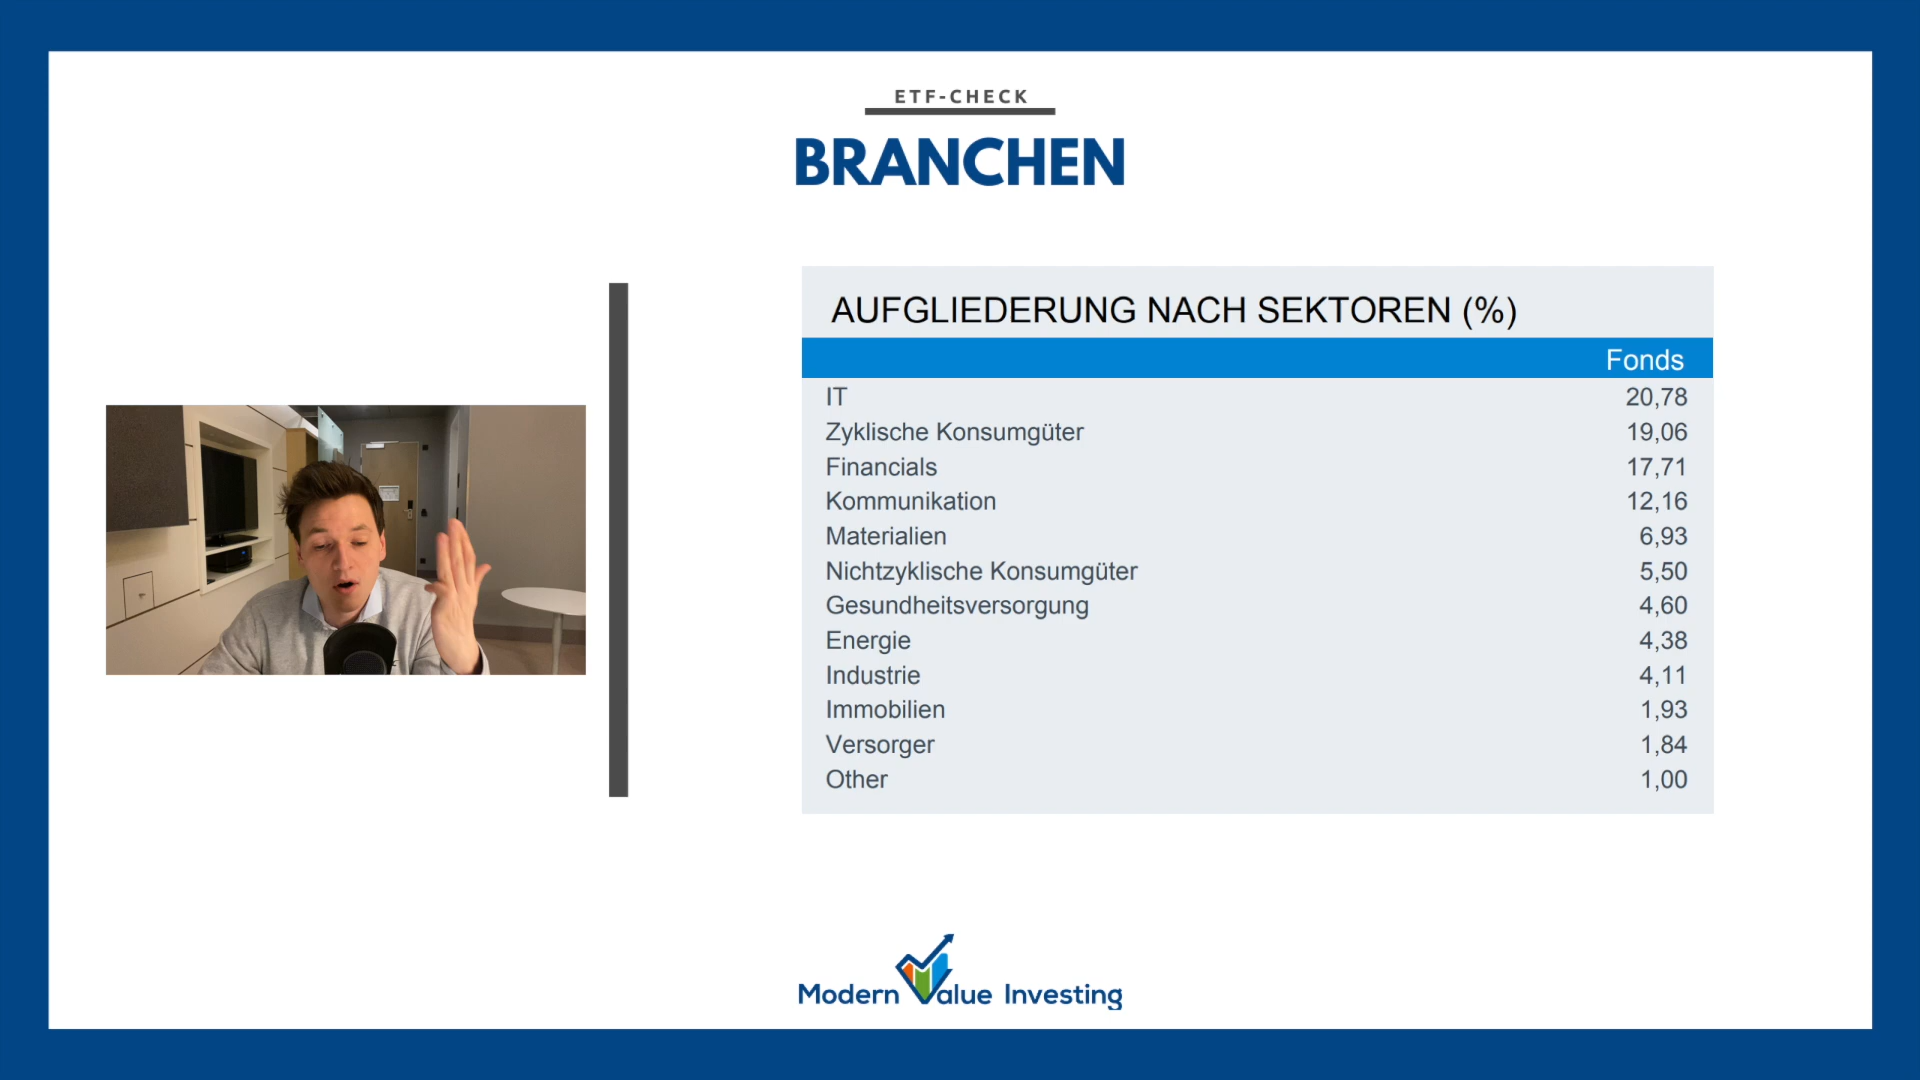 ETF-CHECK
BRANCHEN
AUFGLIEDERUNG NACH SEKTOREN (%)
Fonds
IT 20,78
Zyklische Konsumgüter 19,06
Financials 17,71
Kommunikation 12,16
Materialien 6,93
Nichtzyklische Konsumgüter 5,50
Gesundheitsversorgung 4,60
Energie 4,38
Industrie 4,11
Immobilien 1,93
Versorger 1,84
Other 1,00
Modern Value Investing